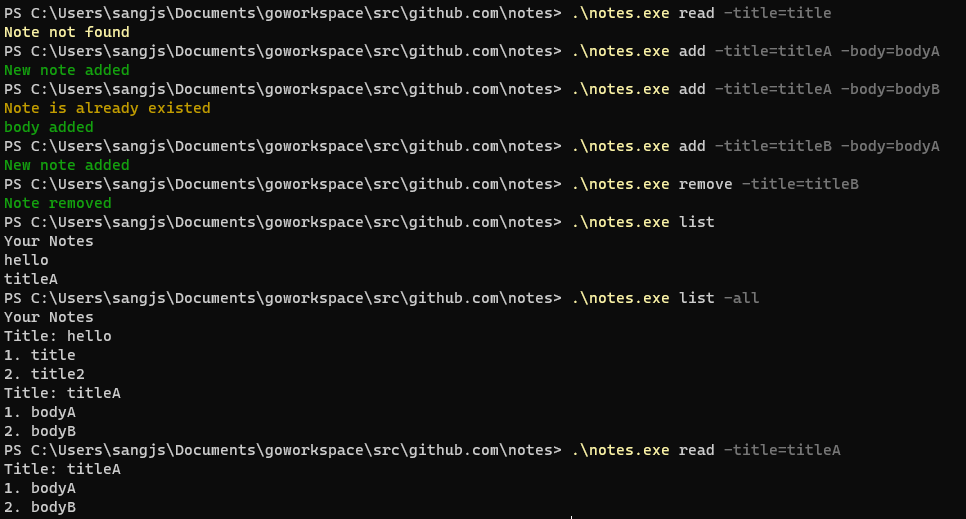 PS C:\Users\sangjs\Documents\goworkspace\src\github.com\notes> .\notes.exe read -title=title
Note not found
PS C:\Users\sangjs\Documents\goworkspace\src\github.com\notes> .\notes.exe add -title=titleA -body=bodyA
New note added
PS C:\Users\sangjs\Documents\goworkspace\src\github.com\notes> .\notes.exe add -title=titleA -body=bodyB
Note is already existed
body added
PS C:\Users\sangjs\Documents\goworkspace\src\github.com\notes> .\notes.exe add -title=titleB -body=bodyA
New note added
PS C:\Users\sangjs\Documents\goworkspace\src\github.com\notes> .\notes.exe remove -title=titleB
Note removed
PS C:\Users\sangjs\Documents\goworkspace\src\github.com\notes> .\notes.exe list
Your Notes
hello
titleA
PS C:\Users\sangjs\Documents\goworkspace\src\github.com\notes> .\notes.exe list -all
Your Notes
Title: hello
1. title
2. title2
Title: titleA
1. bodyA
2. bodyB
PS C:\Users\sangjs\Documents\goworkspace\src\github.com\notes> .\notes.exe read -title=titleA
Title: titleA
1. bodyA
2. bodyB